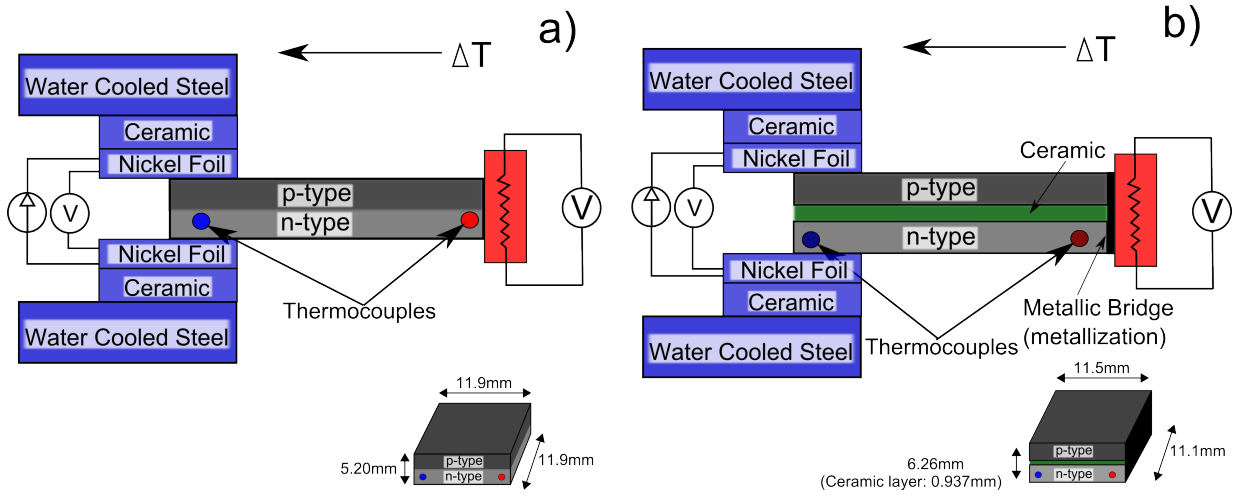 a)
ΔT
Water Cooled Steel
Ceramic
Nickel Foil
p-type
n-type
V
V
Nickel Foil
Ceramic
Thermocouples
Water Cooled Steel
11.9mm
5.20mm
p-type
n-type
11.9mm
b)
ΔT
Water Cooled Steel
Ceramic
Nickel Foil
Ceramic
p-type
n-type
V
V
Nickel Foil
Ceramic
Metallic Bridge
(metallization)
Thermocouples
Water Cooled Steel
11.5mm
6.26mm
(Ceramic layer: 0.937mm)
p-type
n-type
11.1mm